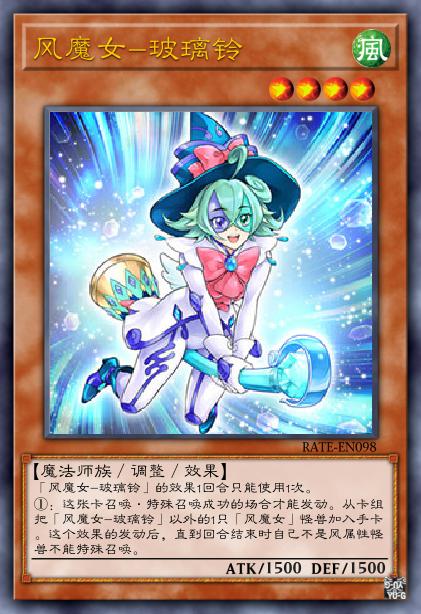 风魔女-玻璃铃
風
RATE-EN098
【魔法师族/调整/效果】
「风魔女-玻璃铃」的效果1回合只能使用1次。
①：这张卡召唤·特殊召唤成功的场合才能发动。从卡组
把「风魔女-玻璃铃」以外的1只「风魔女」怪兽加入手卡
。这个效果的发动后，直到回合结束时自己不是风属性怪
兽不能特殊召唤。
ATK/1500 DEF/1500